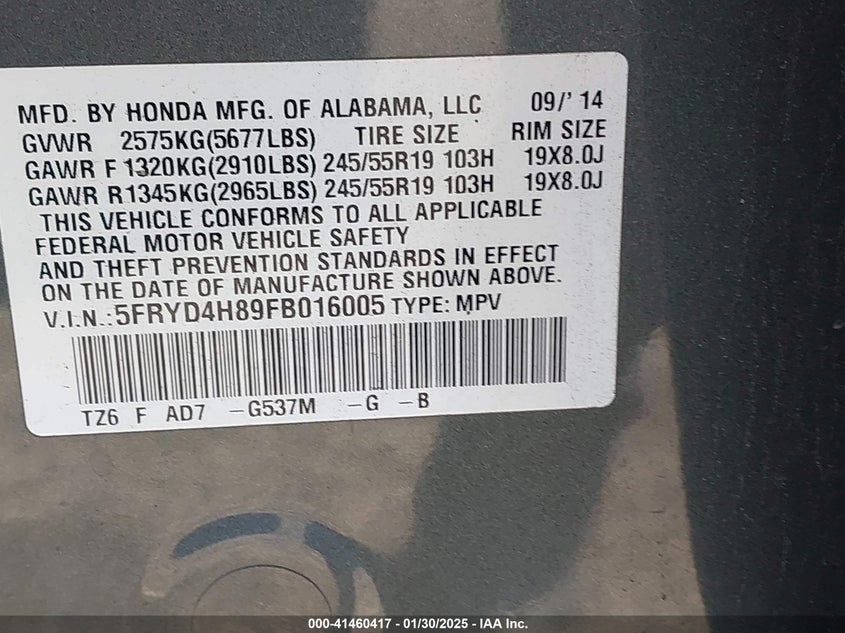 MFD. BY HONDA MFG. OF ALABAMA, LLC 09/' 14
GVWR 2575KG(5677LBS) TIRE SIZE RIM SIZE
GAWR F 1320KG(2910LBS) 245/55R19 103H 19X8.0J
GAWR R 1345KG(2965LBS) 245/55R19 103H 19X8.0J
THIS VEHICLE CONFORMS TO ALL APPLICABLE
FEDERAL MOTOR VEHICLE SAFETY
AND THEFT PREVENTION STANDARDS IN EFFECT
ON THE DATE OF MANUFACTURE SHOWN ABOVE.
V.I.N.: 5FRYD4H89FB016005 TYPE: MPV
TZ6 F AD7 -G537M -G -B
000-41460417 - 01/30/2025 - IAA Inc.